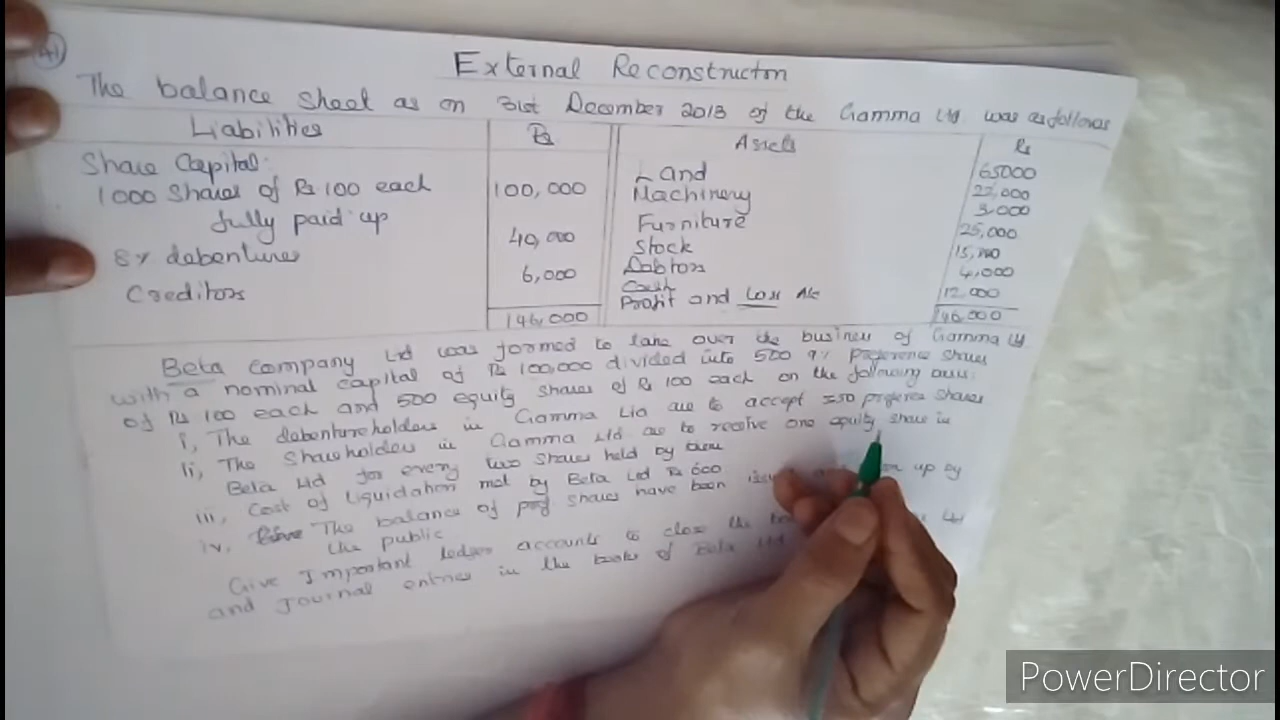 41
External Reconstructon
The balance sheet as on 31st December 2013 of the Gamma Ltd was as follows
Liabilities Rs Assets Rs
Share Capital: Land 65000
1000 Shares of Rs 100 each 100,000 Machinery 22,000
fully paid up Furniture 3,000
8% debentures 40,000 Stock 25,000
Creditors 6,000 Debtors 15,000
Cash 4,000
Profit and Loss A/c 12,000
146,000 146,000
Beta Company Ltd was formed to take over the business of Gamma Ltd
with a nominal capital of Rs 100,000 divided into 500 9% preference shares
of Rs 100 each and 500 equity shares of Rs 100 each on the following
i, The debentureholders in Gamma Ltd are to accept 350 preference shares
ii, The Shareholders in Gamma Ltd are to receive one equity share in
Beta Ltd for every two shares held by them
iii, Cost of liquidation met by Beta Ltd Rs 600
iv, The balance of pref shares have been up by
the public
Give Important ledger accounts to close the Ltd
and Journal entries in the books of Beta Ltd
PowerDirector